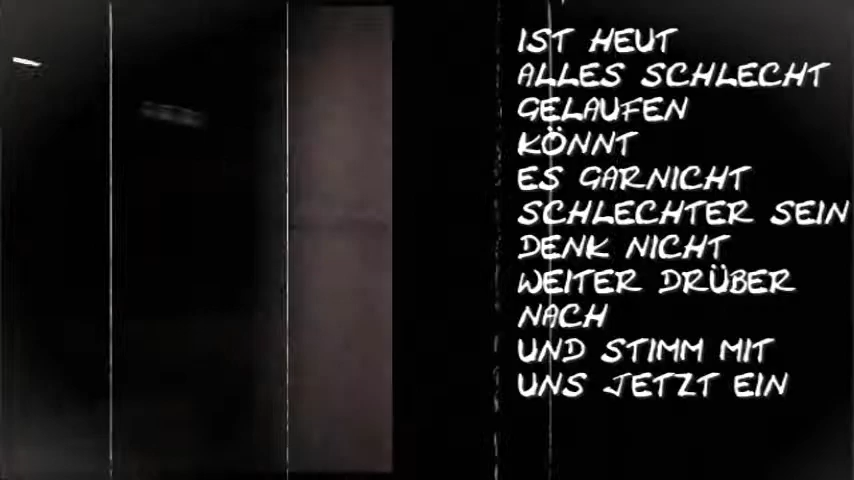 IST HEUT
ALLES SCHLECHT
GELAUFEN
KÖNNT
ES GARNICHT
SCHLECHTER SEIN
DENK NICHT
WEITER DRÜBER
NACH
UND STIMM MIT
UNS JETZT EIN